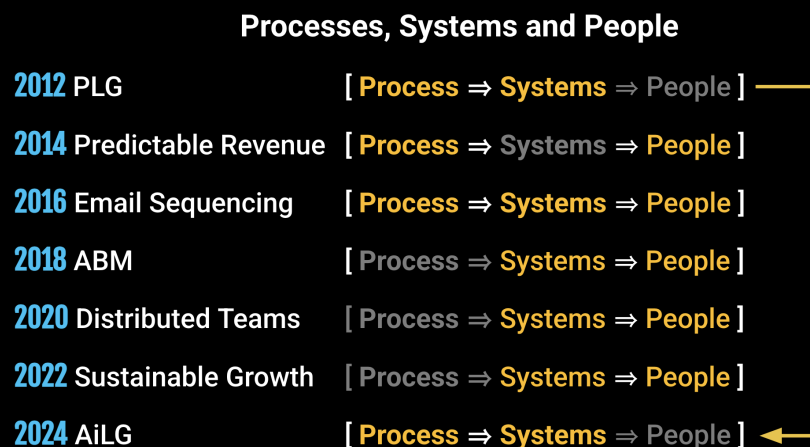 Processes, Systems and People
2012 PLG [ Process ⇒ Systems ⇒ People ]
2014 Predictable Revenue [ Process ⇒ Systems ⇒ People ]
2016 Email Sequencing [ Process ⇒ Systems ⇒ People ]
2018 ABM [ Process ⇒ Systems ⇒ People ]
2020 Distributed Teams [ Process ⇒ Systems ⇒ People ]
2022 Sustainable Growth [ Process ⇒ Systems ⇒ People ]
2024 AiLG [ Process ⇒ Systems ⇒ People ]